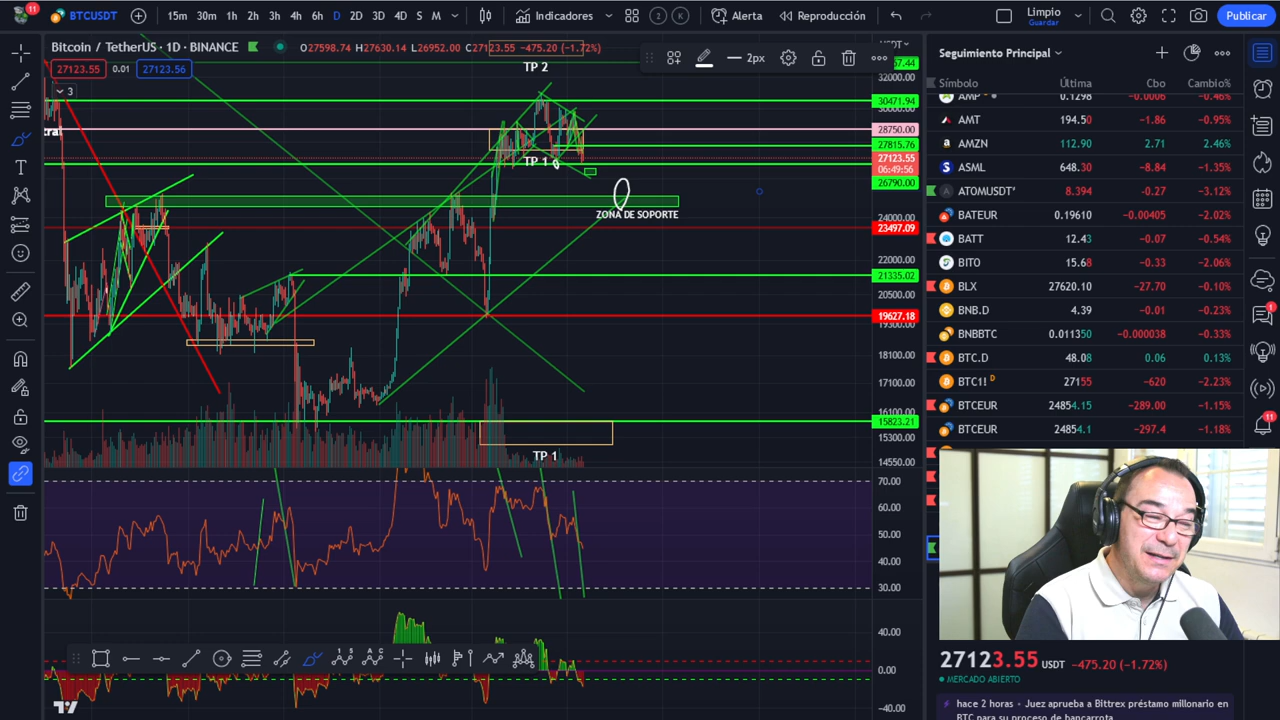 11
BTCUSDT
15m 30m 1h 2h 3h 4h 6h D 2D 3D 4D S M
Indicadores
2 K
Alerta
Reproducción
Limpio
Guardar
Publicar
Bitcoin / TetherUS · 1D · BINANCE
O27598.74 H27630.14 L26952.00 C27123.55 −475.20 (−1.72%)
27123.55 0.01 27123.56
3
2px
TP 2
TP 1
ZONA DE SOPORTE
TP 1
32000.00
30471.94
28750.00
27815.76
27123.55
06:49:56
26790.00
24000.00
23497.09
22000.00
21335.02
20500.00
19627.18
18100.00
17100.00
16100.00
15823.21
15300.00
14550.00
70.00
60.00
50.00
40.00
30.00
40.00
0.00
−40.00
Seguimiento Principal
Símbolo Última Cbo Cambio%
AMP 0.1298 −0.0006 −0.46%
AMT 194.50 −1.86 −0.95%
AMZN 112.90 2.71 2.46%
ASML 648.30 −8.84 −1.35%
ATOMUSDT 8.394 −0.27 −3.12%
BATEUR 0.19610 −0.00405 −2.02%
BATT 12.43 −0.07 −0.54%
BITO 15.68 −0.33 −2.06%
BLX 27620.10 −27.70 −0.10%
BNB.D 4.39 −0.01 −0.23%
BNBBTC 0.011350 −0.000038 −0.33%
BTC.D 48.08 0.06 0.13%
BTC1! D 27155 −620 −2.23%
BTCEUR 24854.15 −289.00 −1.15%
BTCEUR 24854.1 −297.4 −1.18%
11
27123.55 USDT −475.20 (−1.72%)
MERCADO ABIERTO
hace 2 horas · Juez aprueba a Bittrex préstamo millonario en
BTC para su proceso de bancarrota